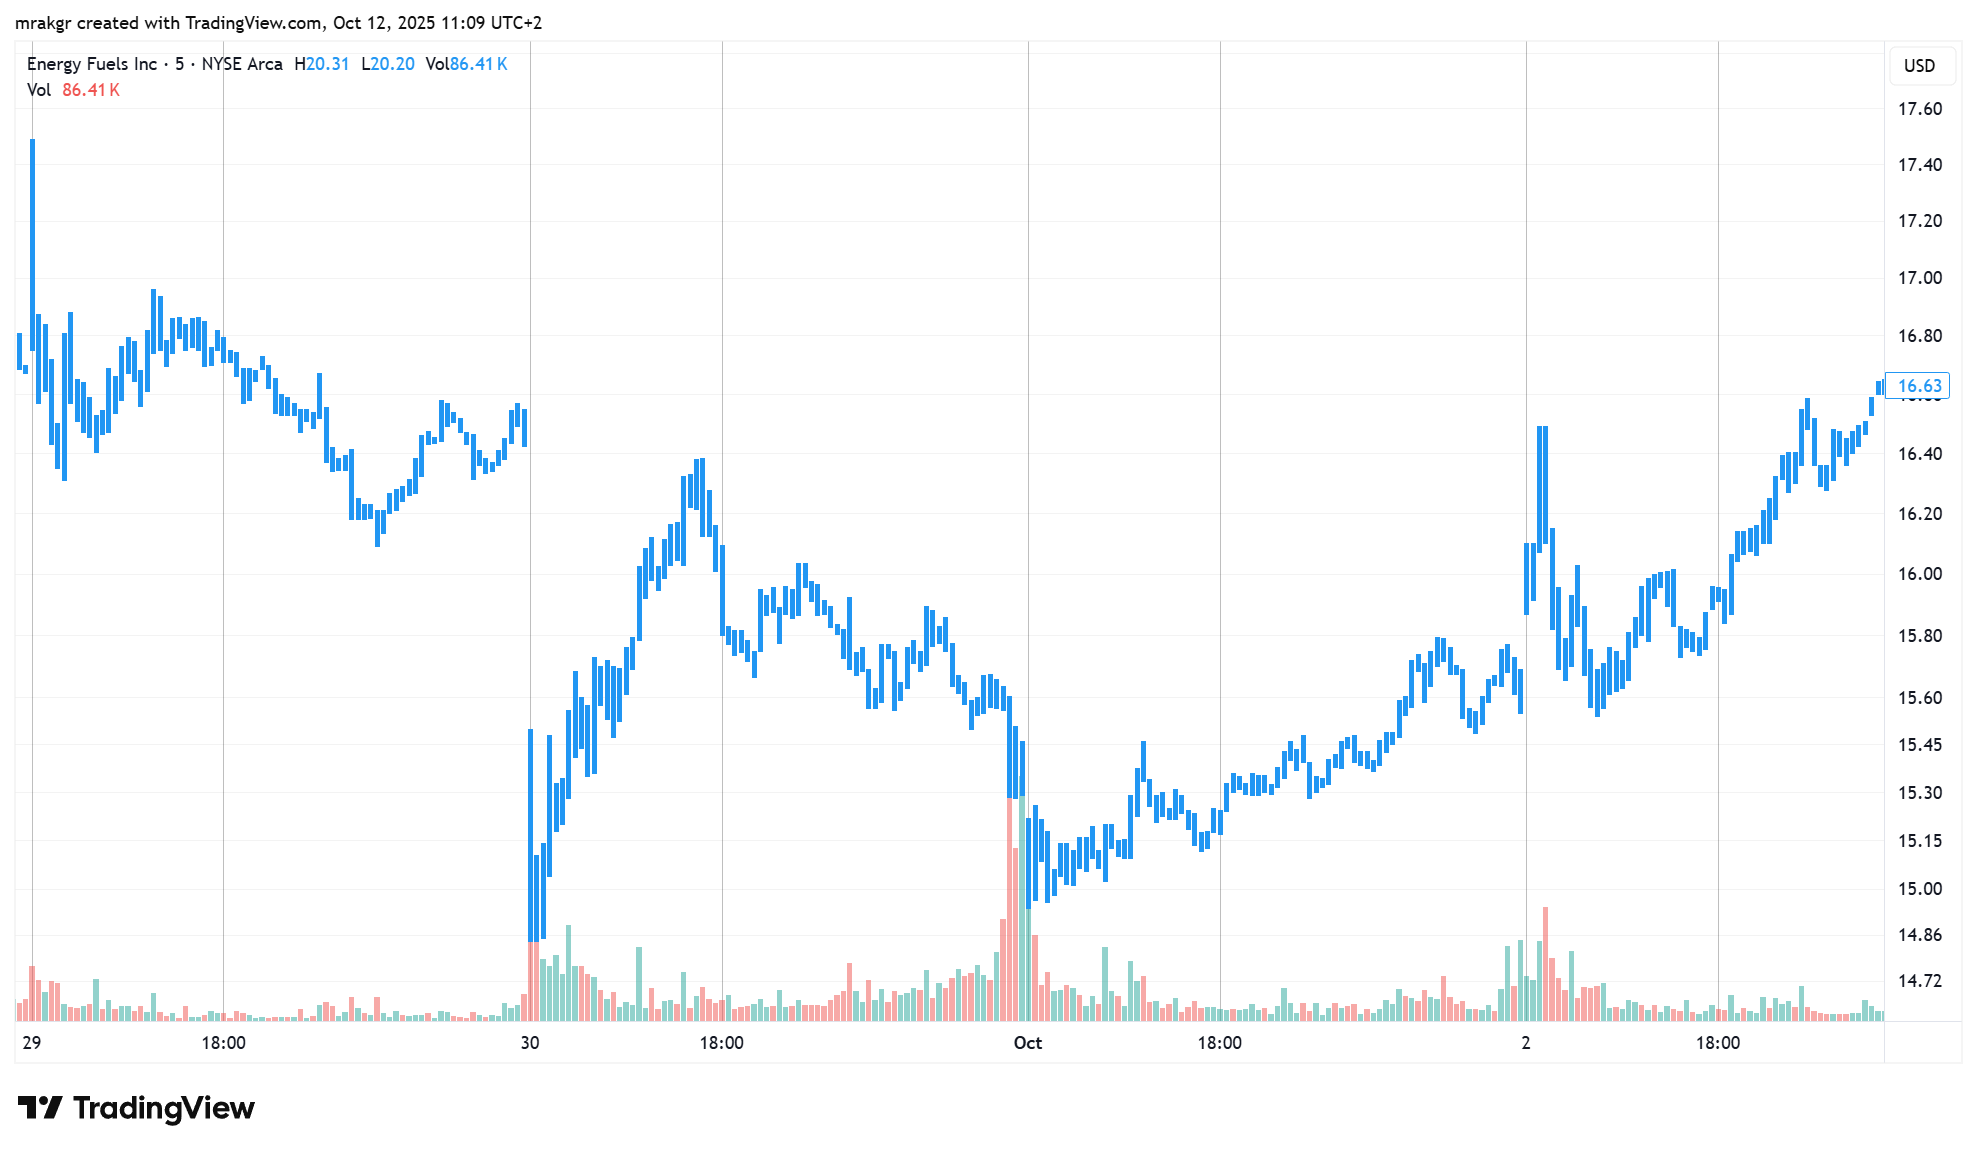 mrakgr created with TradingView.com, Oct 12, 2025 11:09 UTC+2
Energy Fuels Inc · 5 · NYSE Arca H20.31 L20.20 Vol86.41 K
Vol 86.41 K
USD
17.60
17.40
17.20
17.00
16.80
16.63
16.40
16.20
16.00
15.80
15.60
15.45
15.30
15.15
15.00
14.86
14.72
29 18:00 30 18:00 Oct 18:00 2 18:00
TradingView